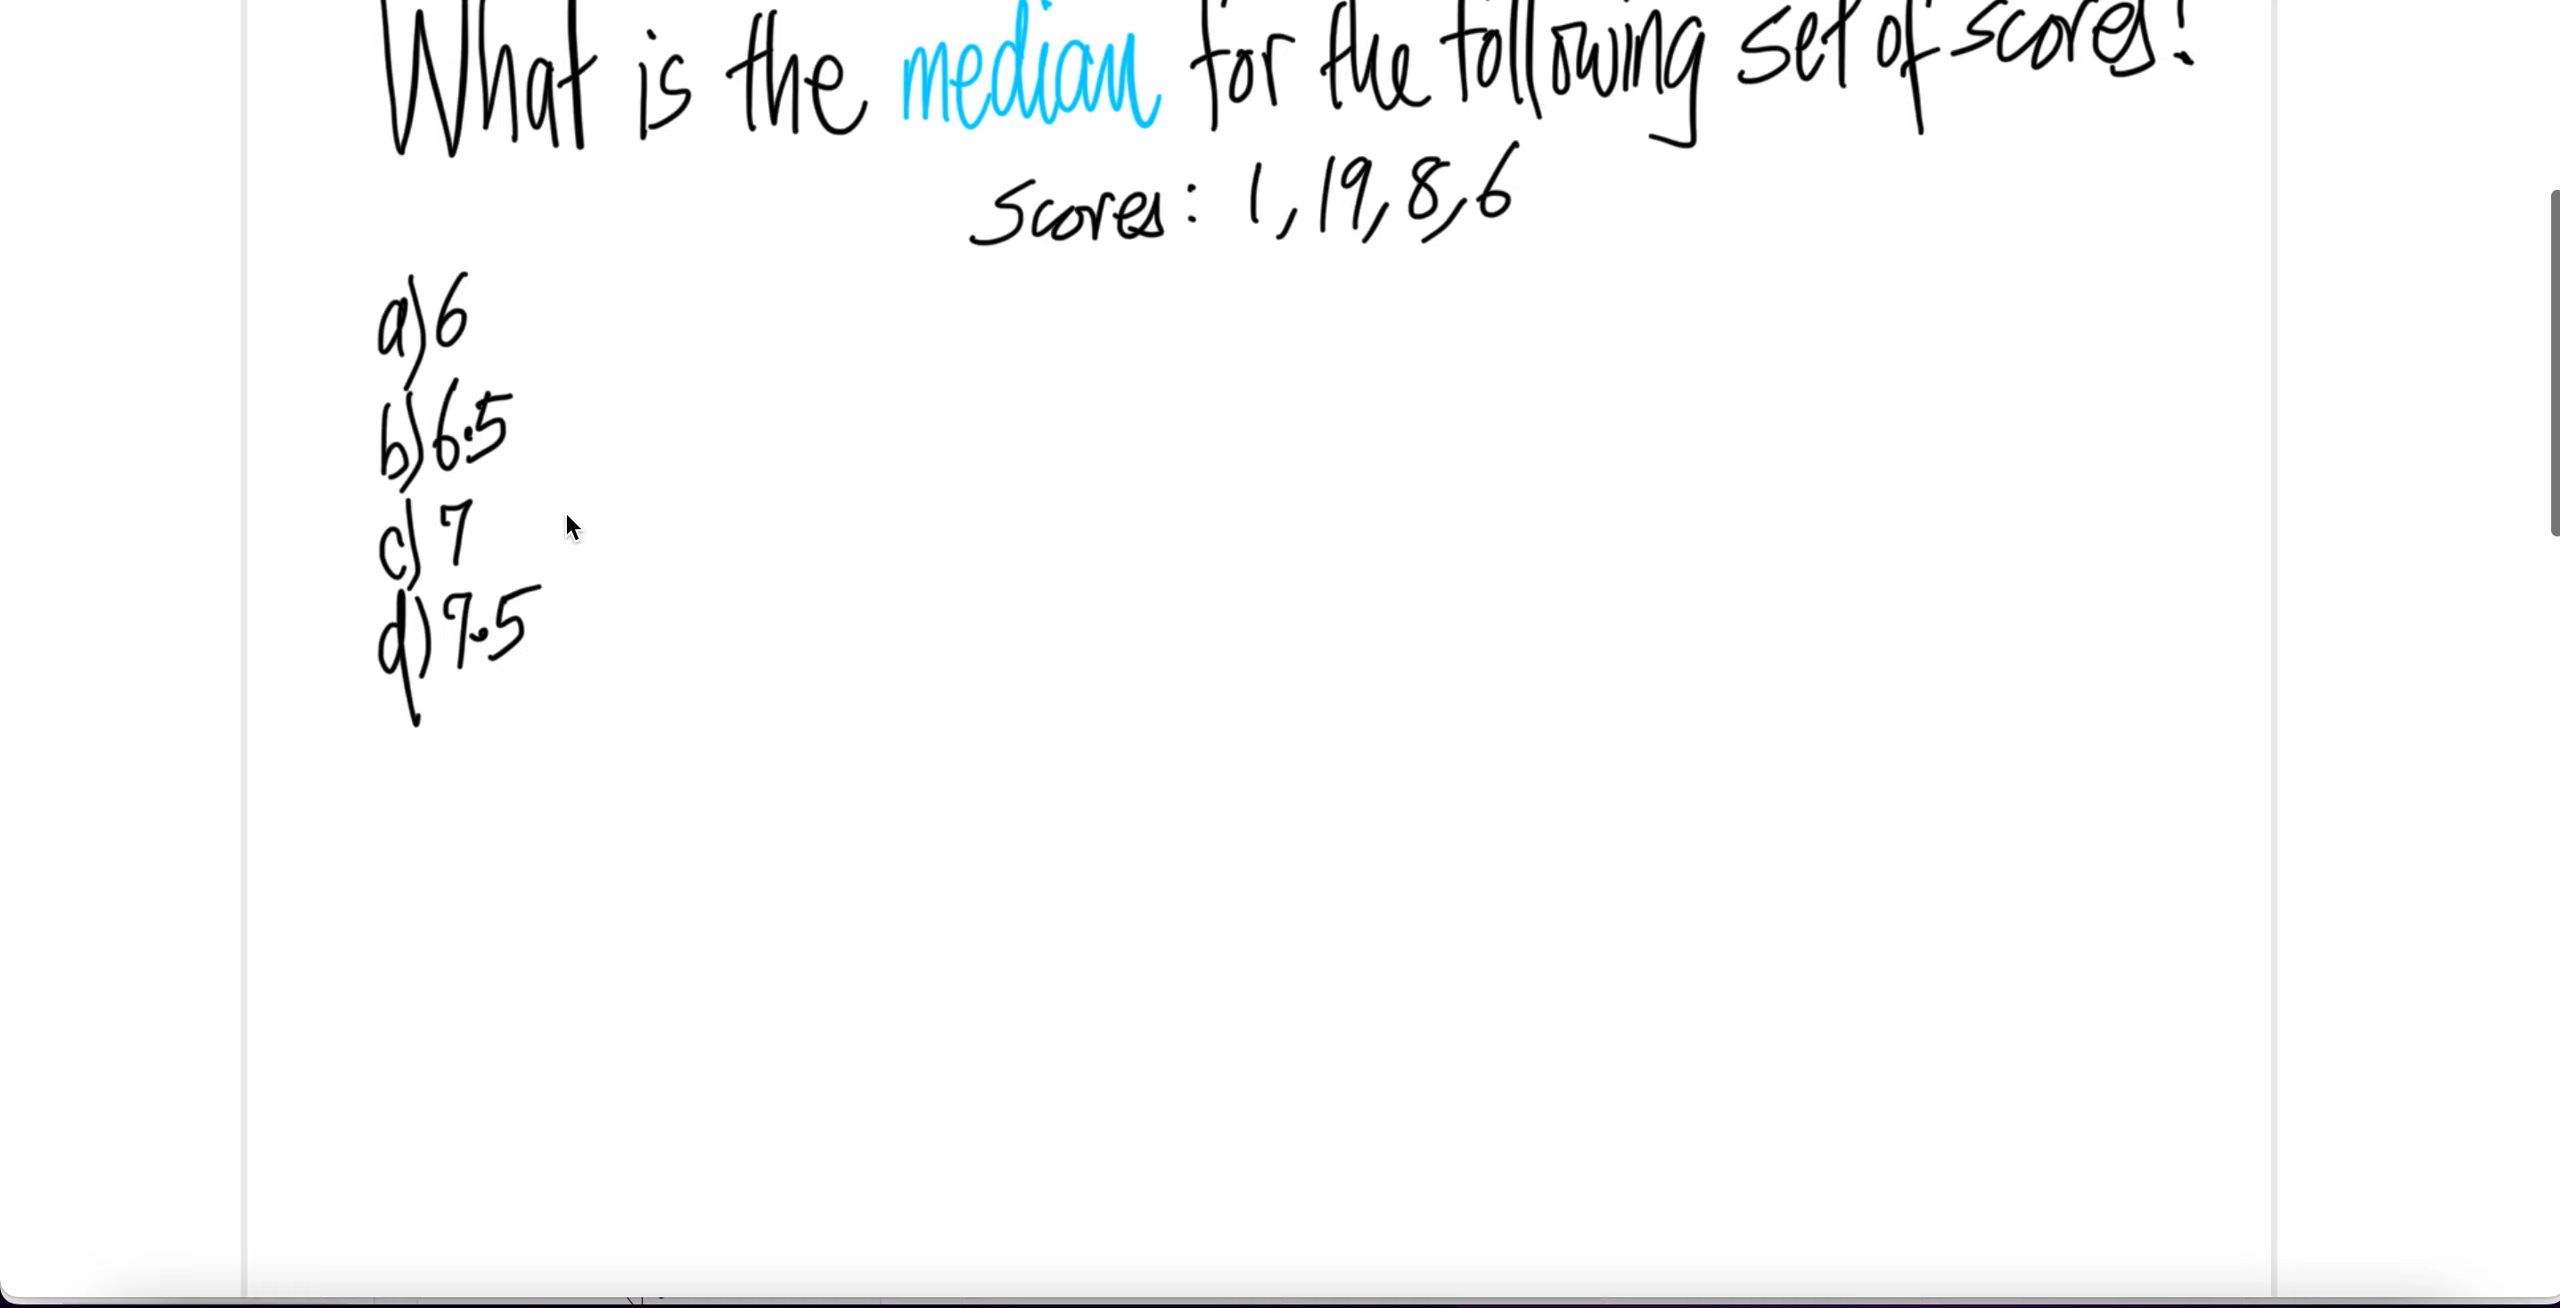 What is the median for the following set of scores?
Scores: 1, 19, 8, 6
a) 6
b) 6.5
c) 7
d) 7.5